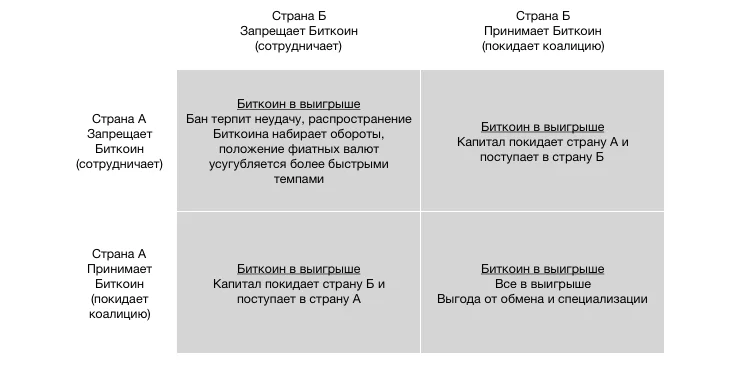 Страна Б
Запрещает Биткоин
(сотрудничает)
Страна Б
Принимает Биткоин
(покидает коалицию)
Страна А
Запрещает
Биткоин
(сотрудничает)
Биткоин в выигрыше
Бан терпит неудачу, распространение
Биткоина набирает обороты,
положение фиатных валют
усугубляется более быстрыми
темпами
Биткоин в выигрыше
Капитал покидает страну А и
поступает в страну Б
Страна А
Принимает
Биткоин
(покидает
коалицию)
Биткоин в выигрыше
Капитал покидает страну Б и
поступает в страну А
Биткоин в выигрыше
Все в выигрыше
Выгода от обмена и специализации